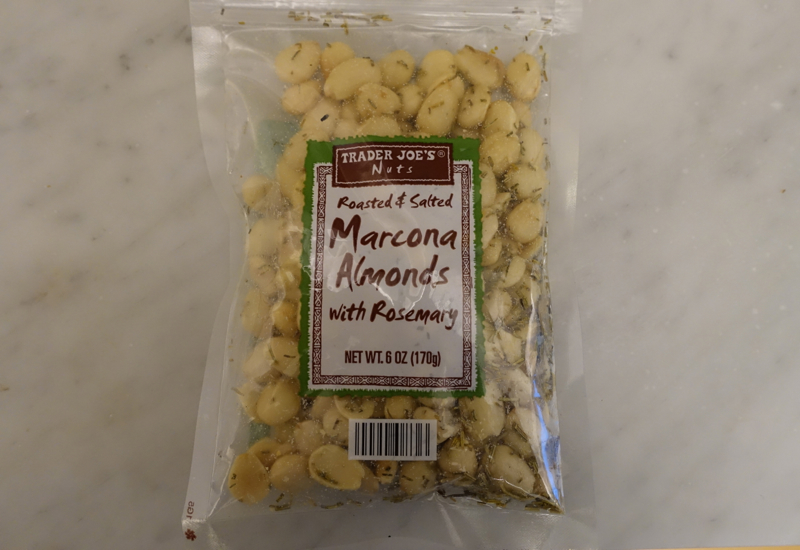 TRADER JOE'S®
Nuts
Roasted & Salted
Marcona
Almonds
with Rosemary
NET WT. 6 OZ (170g)